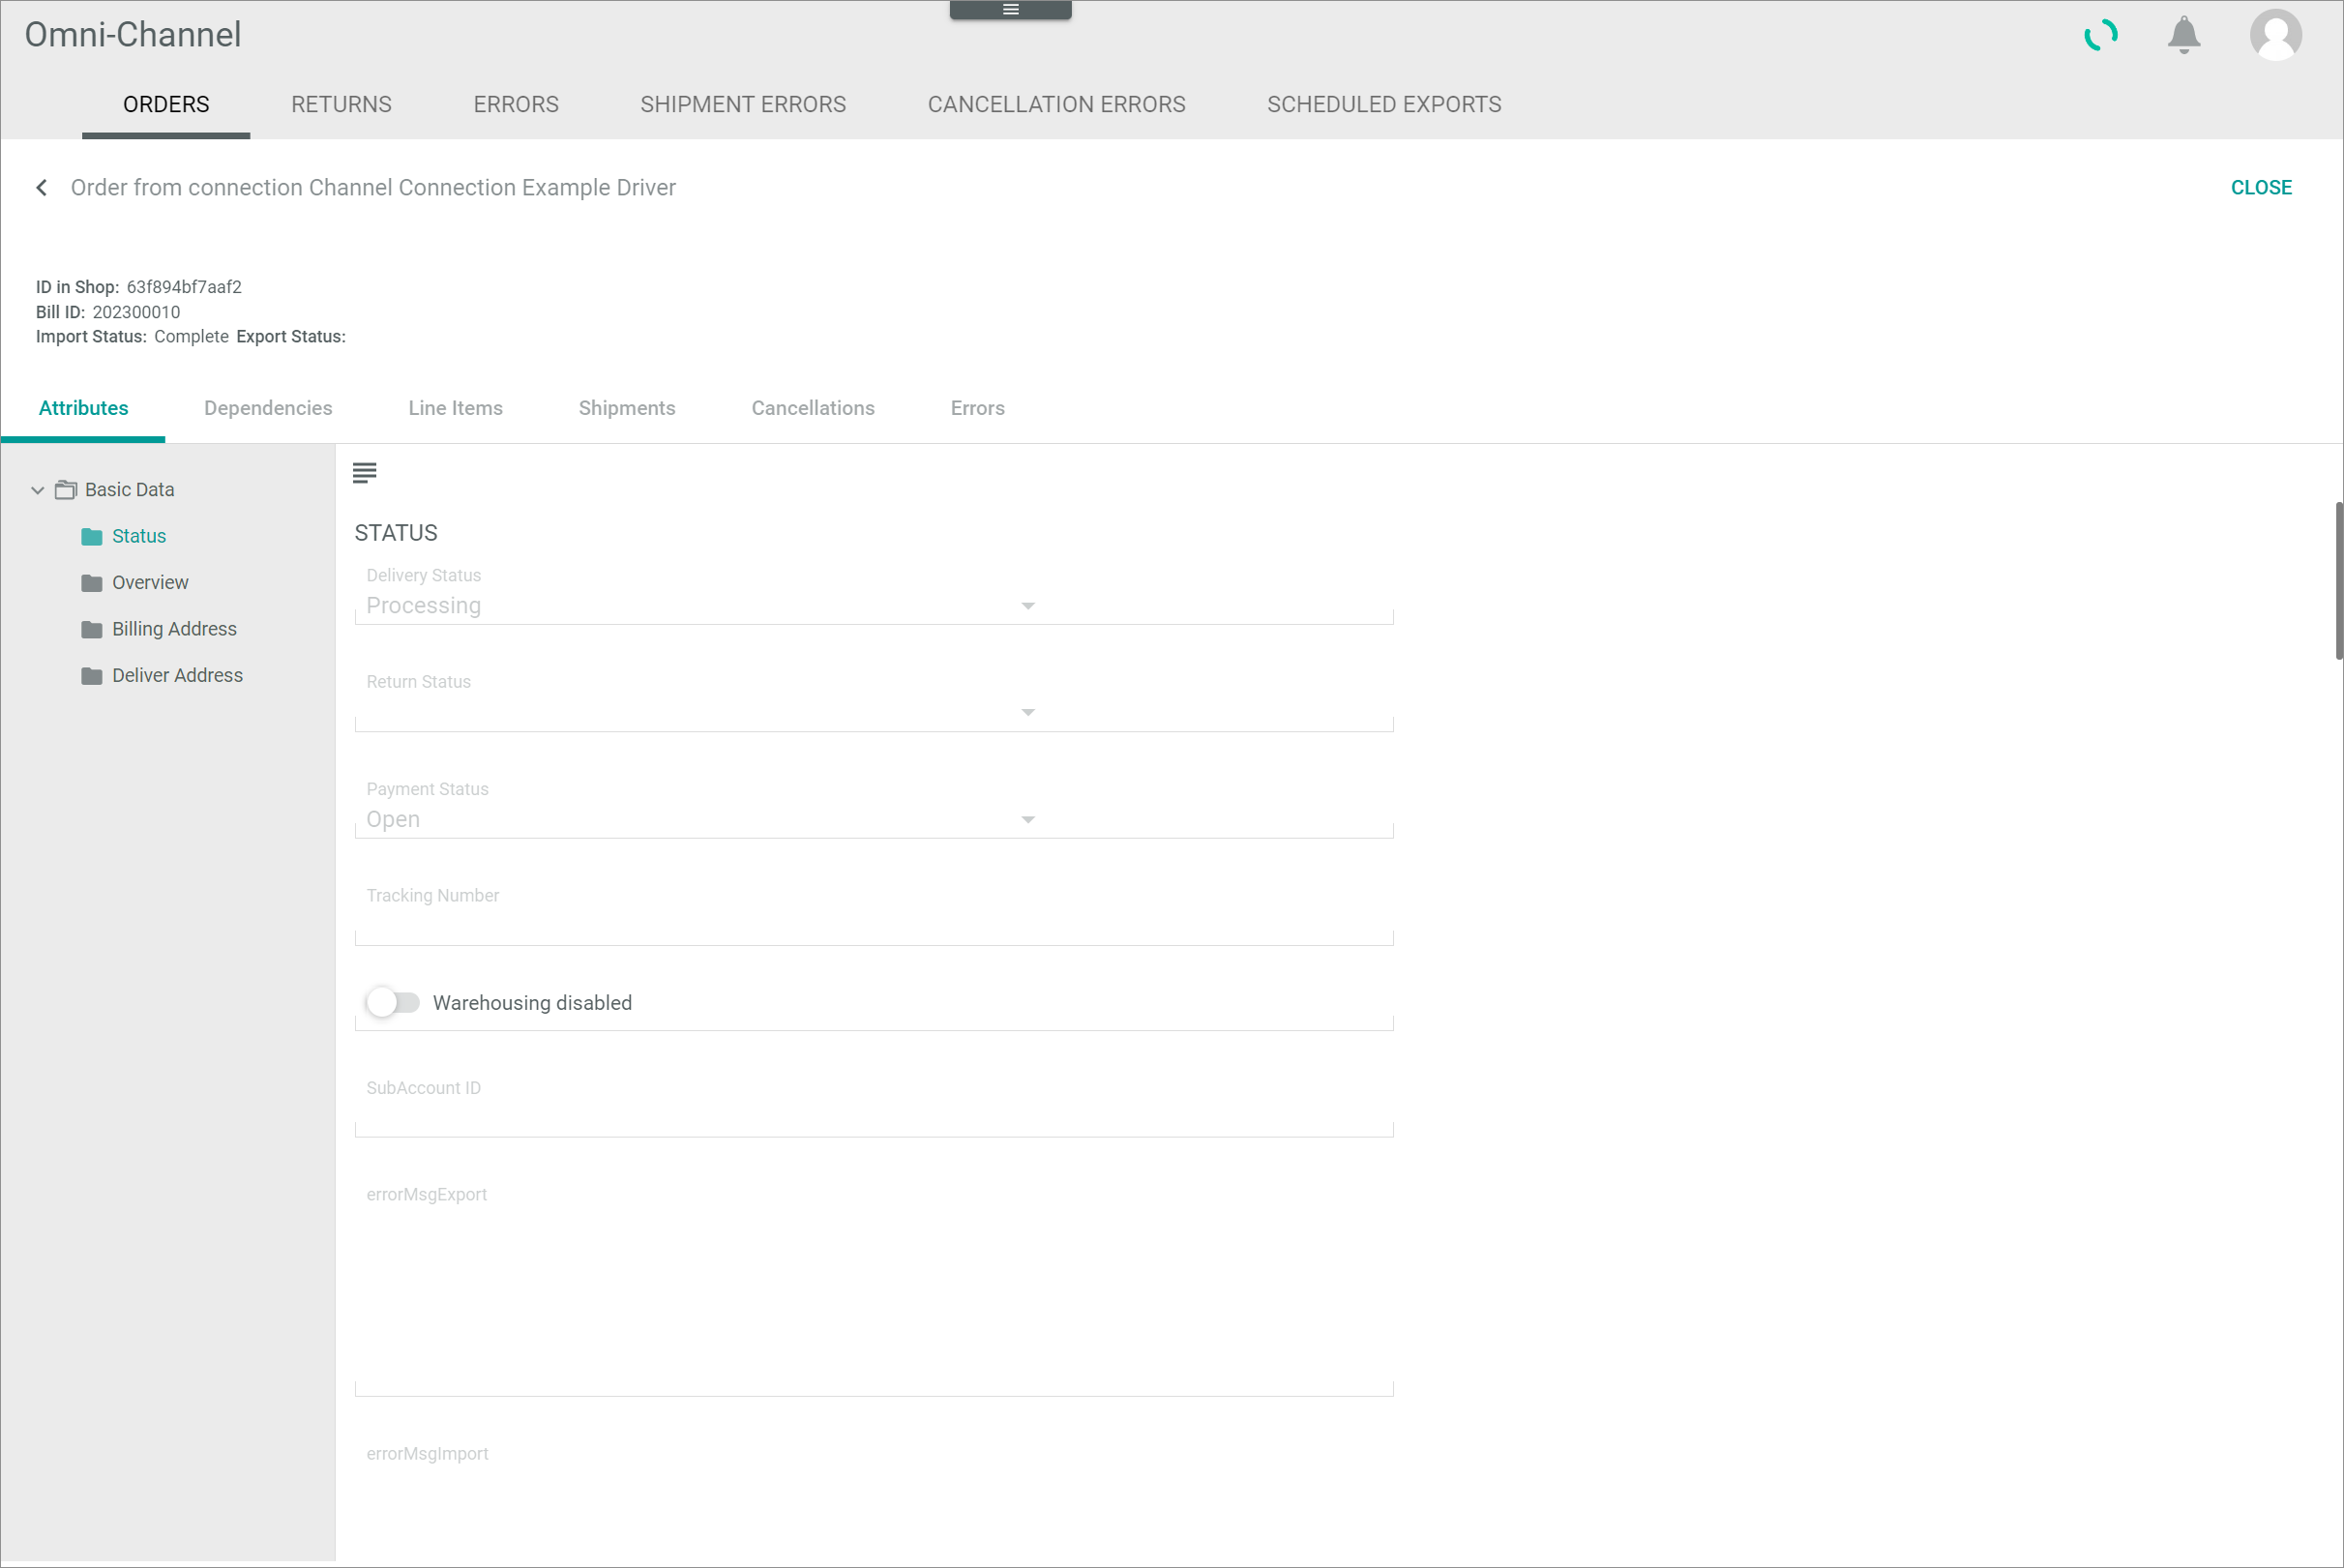 Omni-Channel
ORDERS RETURNS ERRORS SHIPMENT ERRORS CANCELLATION ERRORS SCHEDULED EXPORTS
Order from connection Channel Connection Example Driver CLOSE
ID in Shop: 63f894bf7aaf2
Bill ID: 202300010
Import Status: Complete Export Status:
Attributes Dependencies Line Items Shipments Cancellations Errors
Basic Data
Status
Overview
Billing Address
Deliver Address
STATUS
Delivery Status
Processing
Return Status
Payment Status
Open
Tracking Number
Warehousing disabled
SubAccount ID
errorMsgExport
errorMsgImport